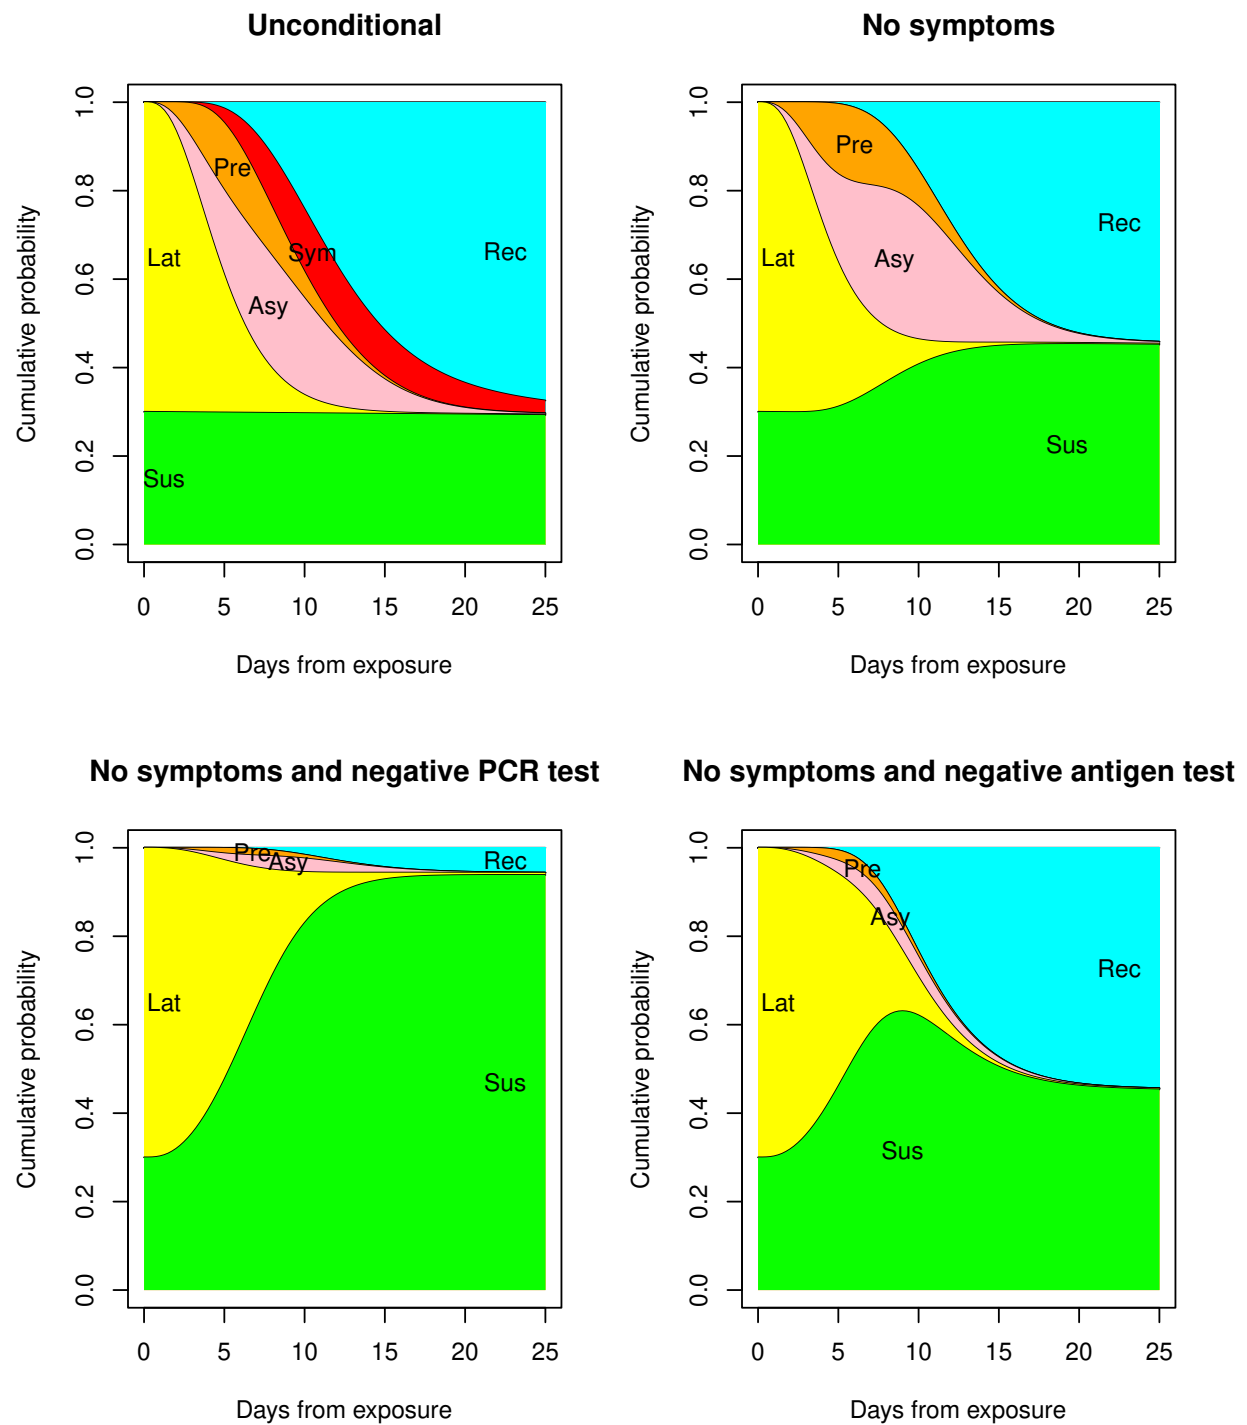 Unconditional
No symptoms
Cumulative probability
0.0 0.2 0.4 0.6 0.8 1.0
Pre
Lat
Sym
Rec
Asy
Sus
0 5 10 15 20 25
Days from exposure
Cumulative probability
0.0 0.2 0.4 0.6 0.8 1.0
Pre
Rec
Lat
Asy
Sus
0 5 10 15 20 25
Days from exposure
No symptoms and negative PCR test
No symptoms and negative antigen test
Cumulative probability
0.0 0.2 0.4 0.6 0.8 1.0
Pre
Asy
Rec
Lat
Sus
0 5 10 15 20 25
Days from exposure
Cumulative probability
0.0 0.2 0.4 0.6 0.8 1.0
Pre
Asy
Rec
Lat
Sus
0 5 10 15 20 25
Days from exposure